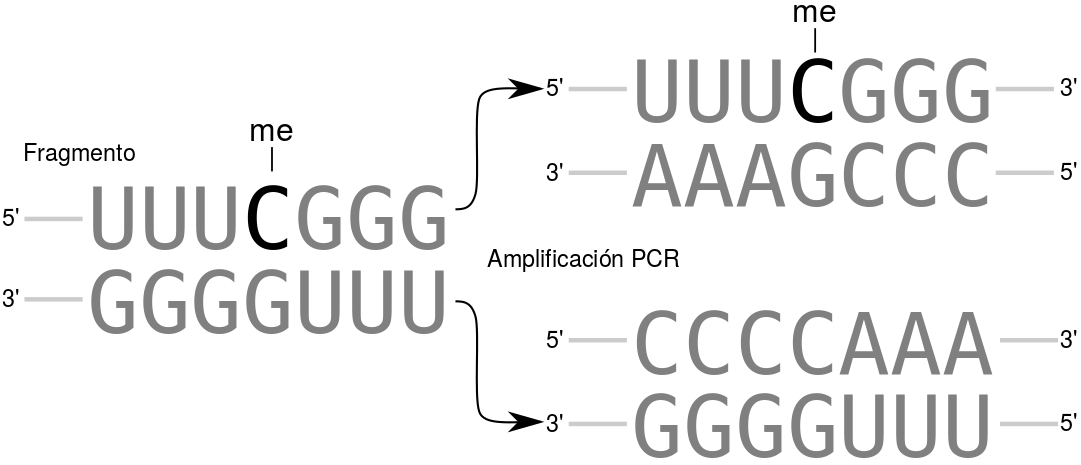 Fragmento
me
5' UUUCGGG
3' GGGGUUU
Amplificación PCR
me
5' UUUCGGG 3'
3' AAAGCCC 5'
5' CCCCAAA 3'
3' GGGGUUU 5'